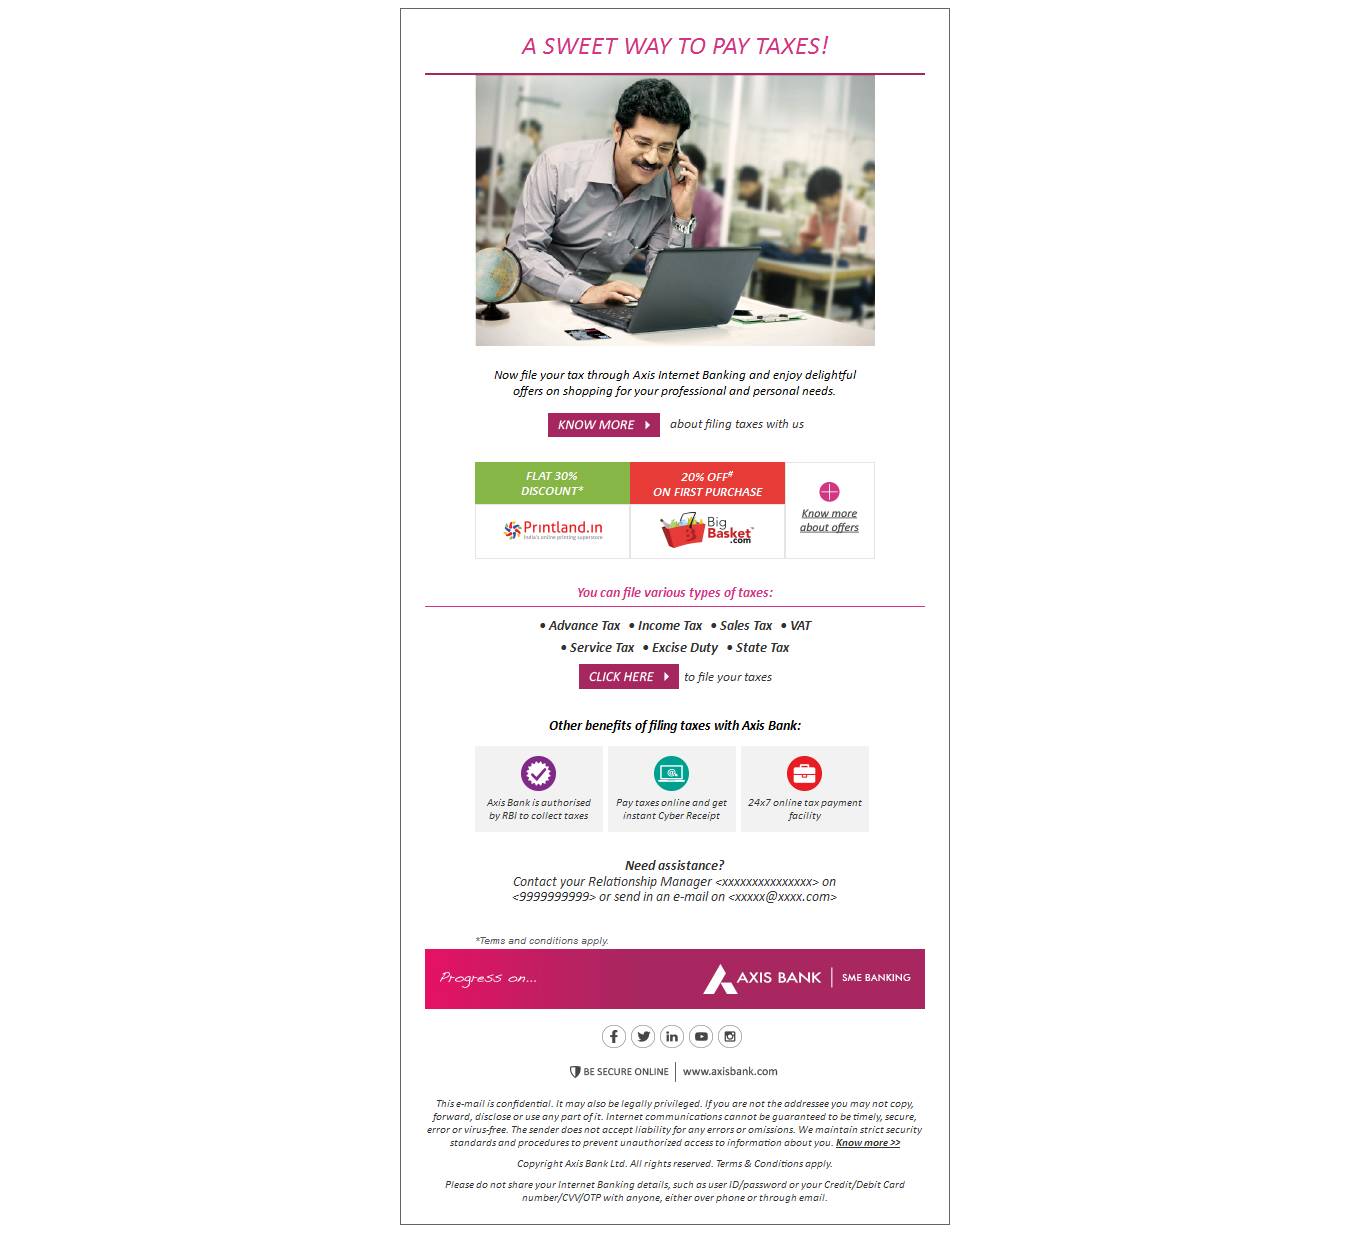 A SWEET WAY TO PAY TAXES!
Now file your tax through Axis Internet Banking and enjoy delightful
offers on shopping for your professional and personal needs.
KNOW MORE about filing taxes with us
FLAT 30%
DISCOUNT*
20% OFF#
ON FIRST PURCHASE
Printland.in
India's online printing superstore
Big
Basket™
.com
Know more
about offers
You can file various types of taxes:
• Advance Tax • Income Tax • Sales Tax • VAT
• Service Tax • Excise Duty • State Tax
CLICK HERE to file your taxes
Other benefits of filing taxes with Axis Bank:
Axis Bank is authorised
by RBI to collect taxes
Pay taxes online and get
instant Cyber Receipt
24x7 online tax payment
facility
Need assistance?
Contact your Relationship Manager <xxxxxxxxxxxxxxx> on
<9999999999> or send in an e-mail on <xxxxx@xxxx.com>
*Terms and conditions apply.
Progress on...
AXIS BANK | SME BANKING
BE SECURE ONLINE | www.axisbank.com
This e-mail is confidential. It may also be legally privileged. If you are not the addressee you may not copy,
forward, disclose or use any part of it. Internet communications cannot be guaranteed to be timely, secure,
error or virus-free. The sender does not accept liability for any errors or omissions. We maintain strict security
standards and procedures to prevent unauthorized access to information about you. Know more >>
Copyright Axis Bank Ltd. All rights reserved. Terms & Conditions apply.
Please do not share your Internet Banking details, such as user ID/password or your Credit/Debit Card
number/CVV/OTP with anyone, either over phone or through email.